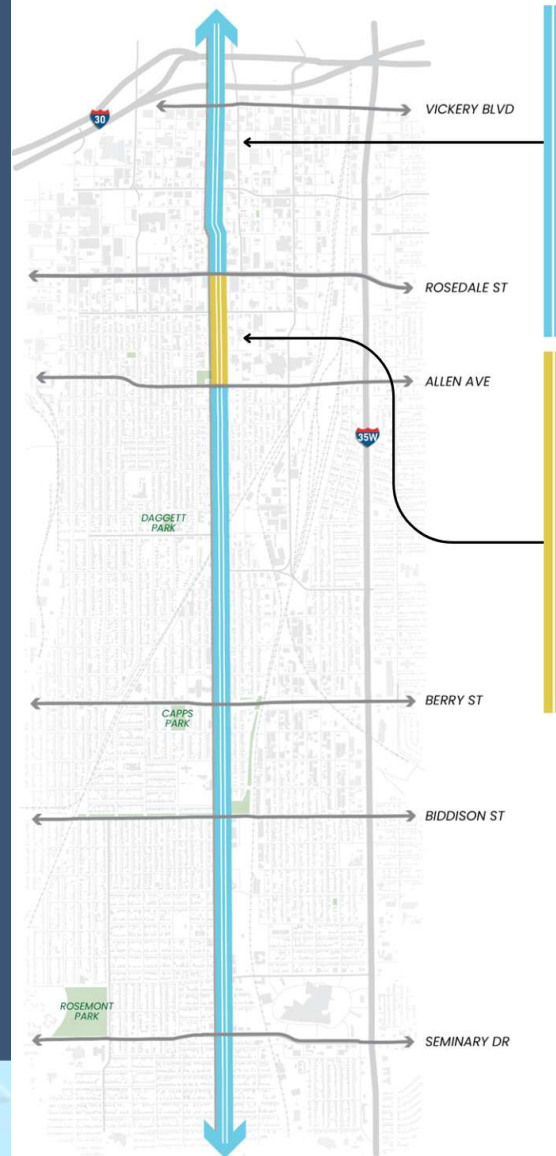 VICKERY BLVD
30
ROSEDALE ST
ALLEN AVE
35W
DAGGETT
PARK
BERRY ST
CAPPS
PARK
BIDDISON ST
ROSEMONT
PARK
SEMINARY DR